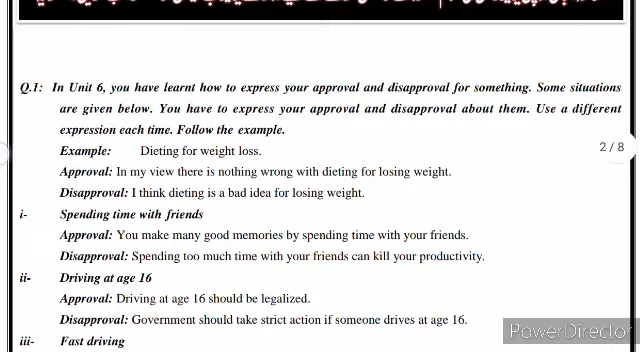 Q.1: In Unit 6, you have learnt how to express your approval and disapproval for something. Some situations
are given below. You have to express your approval and disapproval about them. Use a different
expression each time. Follow the example.
Example: Dieting for weight loss.
2 / 8
Approval: In my view there is nothing wrong with dieting for losing weight.
Disapproval: I think dieting is a bad idea for losing weight.
i- Spending time with friends
Approval: You make many good memories by spending time with your friends.
Disapproval: Spending too much time with your friends can kill your productivity.
ii- Driving at age 16
Approval: Driving at age 16 should be legalized.
Disapproval: Government should take strict action if someone drives at age 16.
PowerDirector
iii- Fast driving